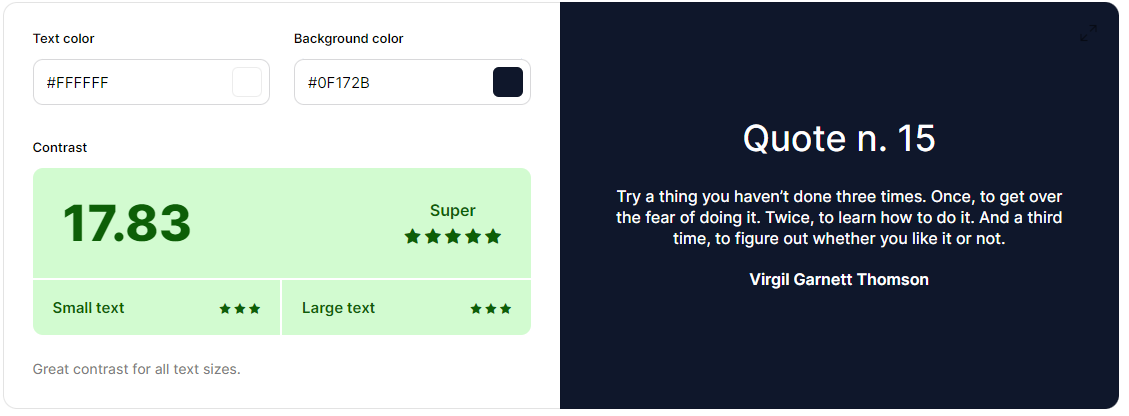 Text color
Background color
#FFFFFF
#0F172B
Contrast
17.83
Super
Small text
Large text
Great contrast for all text sizes.
Quote n. 15
Try a thing you haven’t done three times. Once, to get over
the fear of doing it. Twice, to learn how to do it. And a third
time, to figure out whether you like it or not.
Virgil Garnett Thomson